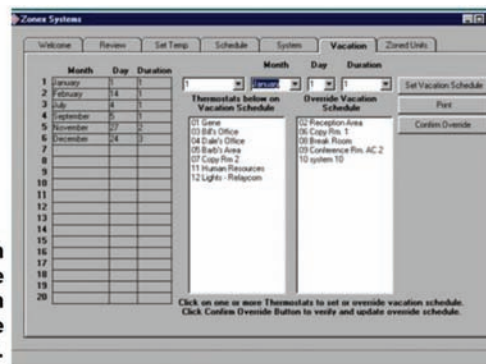 Zonex Systems
Welcome Review Set Temp Schedule System Vacation Zoned Units
Month Day Duration
1 January 1 1
2 February 14 1
3 July 4 1
4 September 5 1
5 November 27 2
6 December 24 3
7
8
9
10
11
12
13
14
15
16
17
18
19
20
Month Day Duration
1 January 1 1
Thermostats below on
Vacation Schedule
01 Gene
03 Bill's Office
04 Dale's Office
05 Barb's Area
07 Copy Rm 2
11 Human Resources
12 Lights - Relaycom
Override Vacation
Schedule
02 Reception Area
06 Copy Rm. 1
08 Break Room
09 Conference Rm. AC 2
10 system 10
Set Vacation Schedule
Print
Confirm Override
Click on one or more Thermostats to set or override vacation schedule.
Click Confirm Override Button to verify and update override schedule.